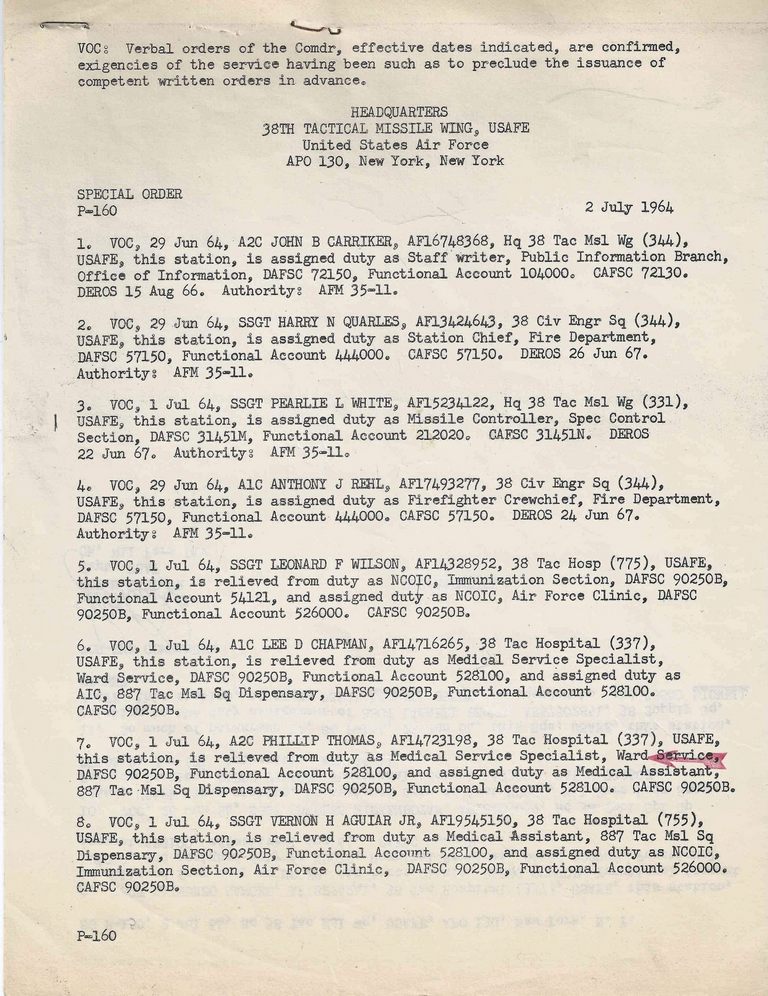 VOC: Verbal orders of the Comdr, effective dates indicated, are confirmed,
exigencies of the service having been such as to preclude the issuance of
competent written orders in advance.
HEADQUARTERS
38TH TACTICAL MISSILE WING, USAFE
United States Air Force
APO 130, New York, New York
SPECIAL ORDER
P-160
2 July 1964
1. VOC, 29 Jun 64, A2C JOHN B CARRIKER, AF16748368, Hq 38 Tac Msl Wg (344),
USAFE, this station, is assigned duty as Staff writer, Public Information Branch,
Office of Information, DAFSC 72150, Functional Account 104000. CAFSC 72130.
DEROS 15 Aug 66. Authority: AFM 35-11.
2. VOC, 29 Jun 64, SSGT HARRY N QUARLES, AF13424643, 38 Civ Engr Sq (344),
USAFE, this station, is assigned duty as Station Chief, Fire Department,
DAFSC 57150, Functional Account 444000. CAFSC 57150. DEROS 26 Jun 67.
Authority: AFM 35-11.
3. VOC, 1 Jul 64, SSGT PEARLIE L WHITE, AF15234122, Hq 38 Tac Msl Wg (331),
USAFE, this station, is assigned duty as Missile Controller, Spec Control
Section, DAFSC 31451M, Functional Account 212020. CAFSC 31451N. DEROS
22 Jun 67. Authority: AFM 35-11.
4. VOC, 29 Jun 64, A1C ANTHONY J REHL, AF17493277, 38 Civ Engr Sq (344),
USAFE, this station, is assigned duty as Firefighter Crewchief, Fire Department,
DAFSC 57150, Functional Account 444000. CAFSC 57150. DEROS 24 Jun 67.
Authority: AFM 35-11.
5. VOC, 1 Jul 64, SSGT LEONARD F WILSON, AF14328952, 38 Tac Hosp (775), USAFE,
this station, is relieved from duty as NCOIC, Immunization Section, DAFSC 90250B,
Functional Account 54121, and assigned duty as NCOIC, Air Force Clinic, DAFSC
90250B, Functional Account 526000. CAFSC 90250B.
6. VOC, 1 Jul 64, A1C LEE D CHAPMAN, AF14716265, 38 Tac Hospital (337),
USAFE, this station, is relieved from duty as Medical Service Specialist,
Ward Service, DAFSC 90250B, Functional Account 528100, and assigned duty as
AIC, 887 Tac Msl Sq Dispensary, DAFSC 90250B, Functional Account 528100.
CAFSC 90250B.
7. VOC, 1 Jul 64, A2C PHILLIP THOMAS, AF14723198, 38 Tac Hospital (337), USAFE,
this station, is relieved from duty as Medical Service Specialist, Ward Service,
DAFSC 90250B, Functional Account 528100, and assigned duty as Medical Assistant,
887 Tac Msl Sq Dispensary, DAFSC 90250B, Functional Account 528100. CAFSC 90250B.
8. VOC, 1 Jul 64, SSGT VERNON H AGUIAR JR, AF19545150, 38 Tac Hospital (755),
USAFE, this station, is relieved from duty as Medical Assistant, 887 Tac Msl Sq
Dispensary, DAFSC 90250B, Functional Account 528100, and assigned duty as NCOIC,
Immunization Section, Air Force Clinic, DAFSC 90250B, Functional Account 526000.
CAFSC 90250B.
P-160